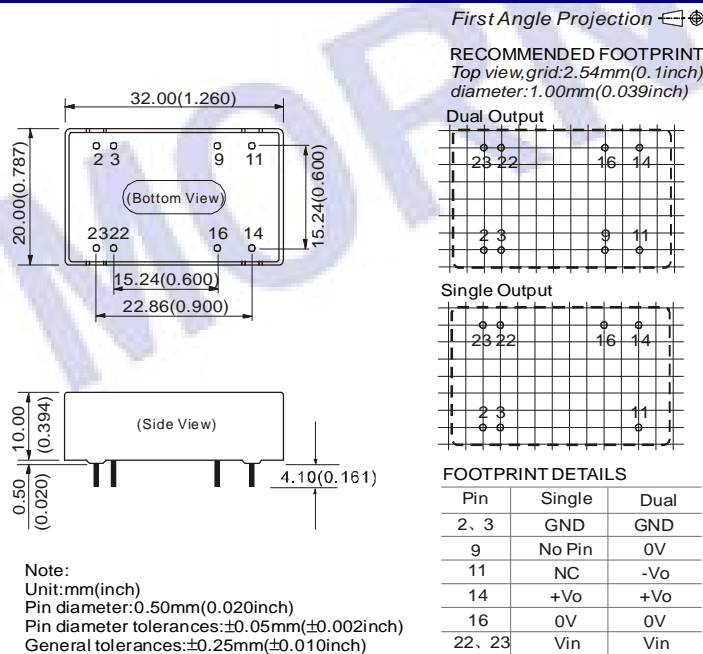 First Angle Projection
RECOMMENDED FOOTPRINT
Top view,grid:2.54mm(0.1inch)
diameter:1.00mm(0.039inch)
32.00(1.260)
20.00(0.787)
2 3 9 11
(Bottom View)
15.24(0.600)
23 22 16 14
15.24(0.600)
22.86(0.900)
Dual Output
23 22 16 14
2 3 9 11
Single Output
23 22 16 14
2 3 11
10.00
(0.394)
(Side View)
0.50
(0.020)
4.10(0.161)
Note:
Unit:mm(inch)
Pin diameter:0.50mm(0.020inch)
Pin diameter tolerances:±0.05mm(±0.002inch)
General tolerances:±0.25mm(±0.010inch)
FOOTPRINT DETAILS
Pin Single Dual
2、3 GND GND
9 No Pin 0V
11 NC -Vo
14 +Vo +Vo
16 0V 0V
22、23 Vin Vin
MORN